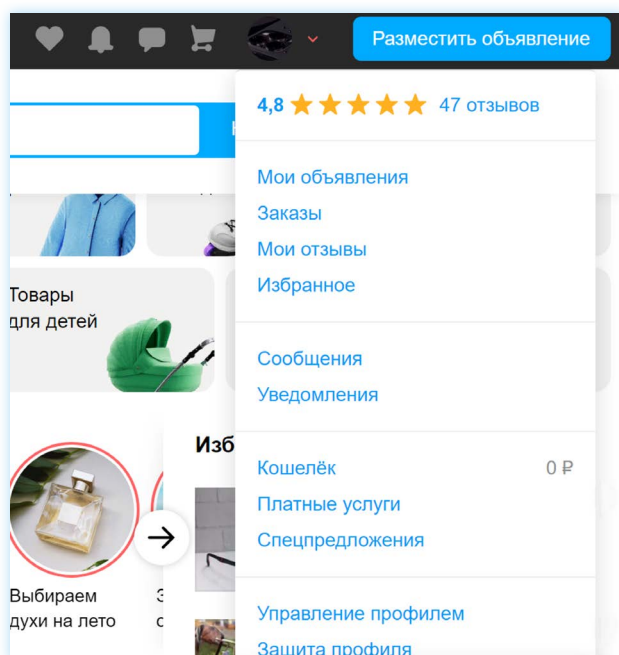 Разместить объявление
4,8 47 отзывов
Мои объявления
Заказы
Мои отзывы
Избранное
Товары
для детей
Сообщения
Уведомления
Изб
Кошелёк 0 ₽
Платные услуги
Спецпредложения
Выбираем
духи на лето
Управление профилем
Защита профиля